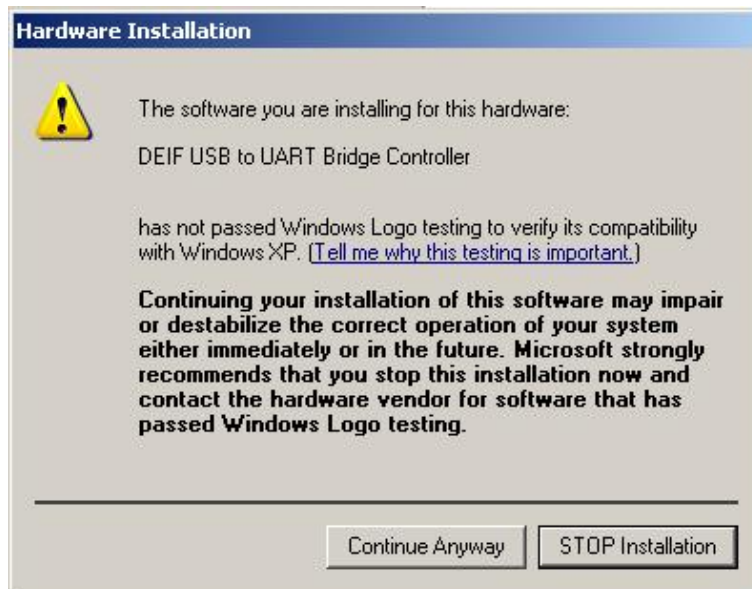 Hardware Installation
The software you are installing for this hardware:
DEIF USB to UART Bridge Controller
has not passed Windows Logo testing to verify its compatibility
with Windows XP. (Tell me why this testing is important.)
Continuing your installation of this software may impair
or destabilize the correct operation of your system
either immediately or in the future. Microsoft strongly
recommends that you stop this installation now and
contact the hardware vendor for software that has
passed Windows Logo testing.
Continue Anyway
STOP Installation